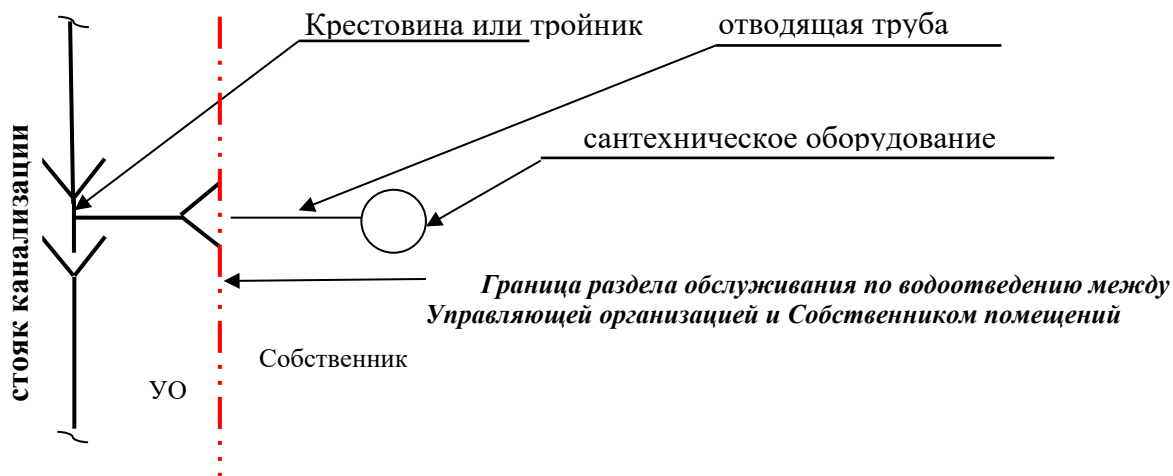 Крестовина или тройник
отводящая труба
сантехническое оборудование
стояк канализации
Граница раздела обслуживания по водоотведению между
Управляющей организацией и Собственником помещений
Собственник
УО